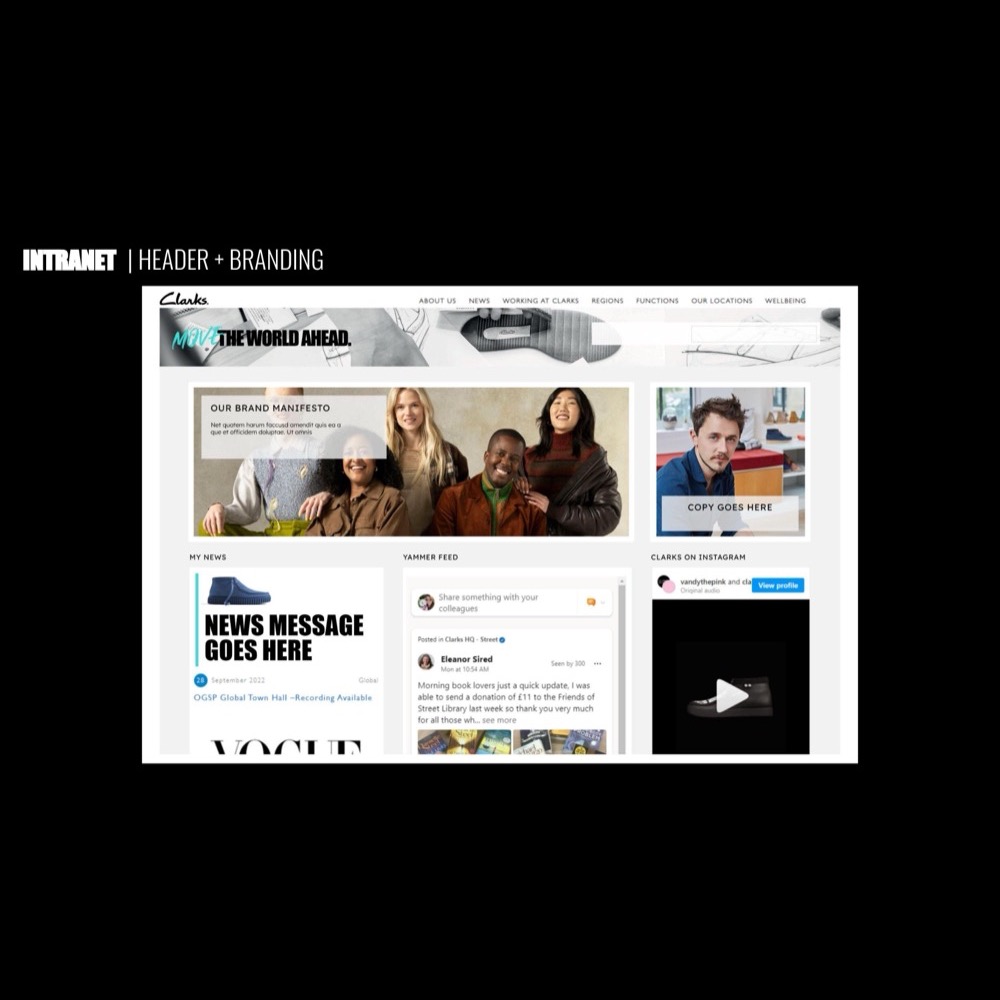 INTRANET | HEADER + BRANDING
Clarks.
ABOUT US NEWS WORKING AT CLARKS REGIONS FUNCTIONS OUR LOCATIONS WELLBEING
MOVE THE WORLD AHEAD.
OUR BRAND MANIFESTO
Net quatem harum faccusd amendit quis ea q
que et officidem doluptae. Ut omnis
COPY GOES HERE
MY NEWS
NEWS MESSAGE
GOES HERE
28 September 2022 Global
OGSP Global Town Hall –Recording Available
VOGUE
YAMMER FEED
Share something with your
colleagues
Posted in Clarks HQ - Street
Eleanor Sired
Mon at 10:54 AM
Seen by 300 ...
Morning book lovers just a quick update, I was
able to send a donation of £11 to the Friends of
Street Library last week so thank you very much
for all those wh... see more
CLARKS ON INSTAGRAM
vandythepink and cla
Original audio
View profile